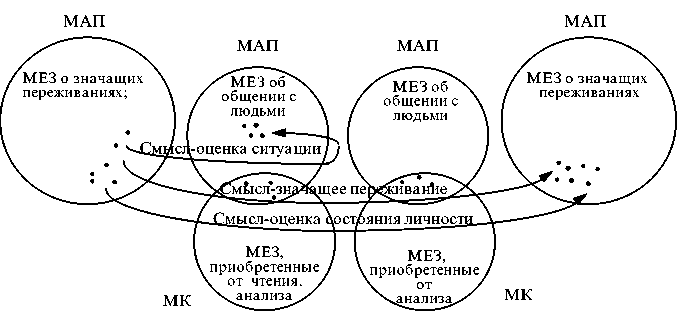 МАП
МАП
МАП
МАП
МЕЗ о значащих
переживаниях;
МЕЗ об
общении с
людьми
МЕЗ об
общении с
людьми
МЕЗ о значащих
переживаниях
Смысл-оценка ситуации
Смысл-значащее переживание
Смысл-оценка состояния личности
МЕЗ,
приобретенные
от чтения,
анализа
МЕЗ,
приобретенные
от
анализа
МК
МК